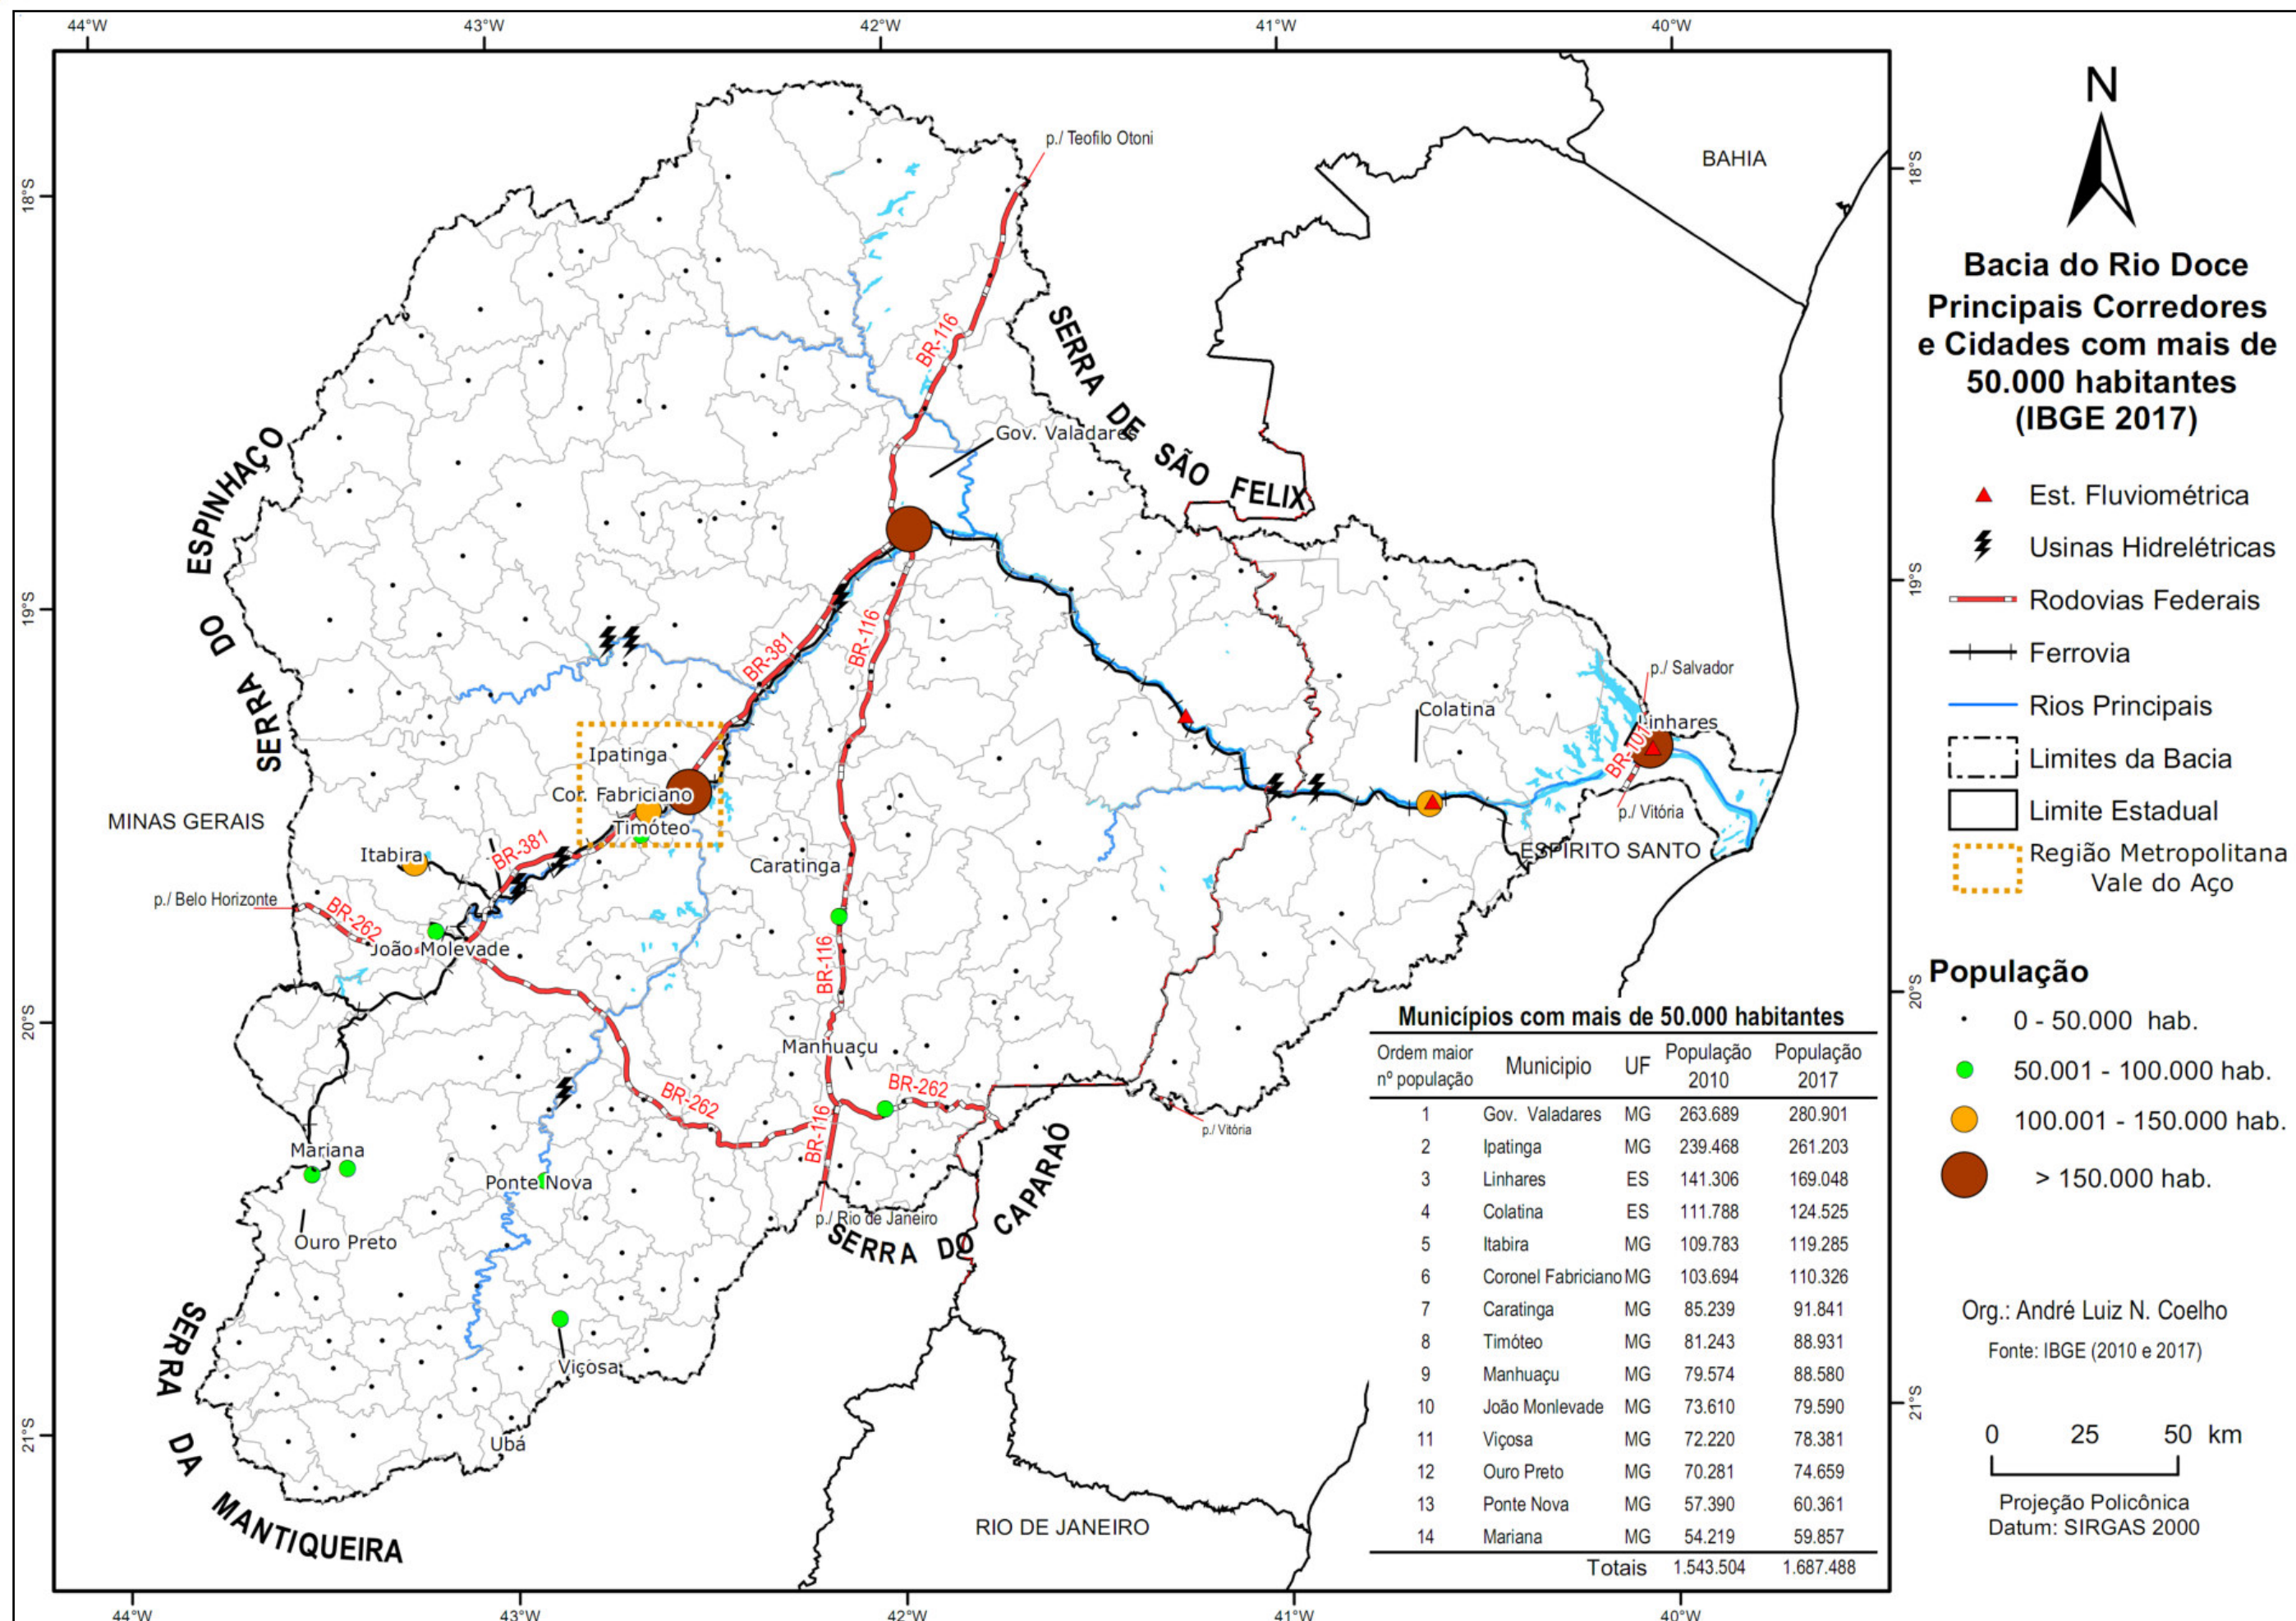 44°W 43°W 42°W 41°W 40°W
18°S
19°S
20°S
21°S
p./ Teofilo Otoni
BAHIA
BR-116
SERRA DE SÃO FELIX
Gov. Valadares
SERRA DO ESPINHAÇO
BR-381
BR-116
p./ Salvador
Colatina
Linhares
BR-101
p./ Vitória
ESPÍRITO SANTO
Ipatinga
Cor. Fabriciano
Timóteo
MINAS GERAIS
Itabira
BR-381
Caratinga
p./ Belo Horizonte
BR-262
João Molevade
BR-116
Manhuaçu
BR-262
BR-262
BR-116
p./ Vitória
Mariana
Ponte Nova
Ouro Preto
p./ Rio de Janeiro
SERRA DO CAPARAÓ
Viçosa
Ubá
SERRA DA MANTIQUEIRA
RIO DE JANEIRO
18°S
19°S
20°S
21°S
44°W 43°W 42°W 41°W 40°W
Municípios com mais de 50.000 habitantes
Ordem maior nº população Municipio UF População 2010 População 2017
1 Gov. Valadares MG 263.689 280.901
2 Ipatinga MG 239.468 261.203
3 Linhares ES 141.306 169.048
4 Colatina ES 111.788 124.525
5 Itabira MG 109.783 119.285
6 Coronel Fabriciano MG 103.694 110.326
7 Caratinga MG 85.239 91.841
8 Timóteo MG 81.243 88.931
9 Manhuaçu MG 79.574 88.580
10 João Monlevade MG 73.610 79.590
11 Viçosa MG 72.220 78.381
12 Ouro Preto MG 70.281 74.659
13 Ponte Nova MG 57.390 60.361
14 Mariana MG 54.219 59.857
Totais 1.543.504 1.687.488
N
Bacia do Rio Doce
Principais Corredores
e Cidades com mais de
50.000 habitantes
(IBGE 2017)
Est. Fluviométrica
Usinas Hidrelétricas
Rodovias Federais
Ferrovia
Rios Principais
Limites da Bacia
Limite Estadual
Região Metropolitana
Vale do Aço
População
0 - 50.000 hab.
50.001 - 100.000 hab.
100.001 - 150.000 hab.
> 150.000 hab.
Org.: André Luiz N. Coelho
Fonte: IBGE (2010 e 2017)
0 25 50 km
Projeção Policônica
Datum: SIRGAS 2000